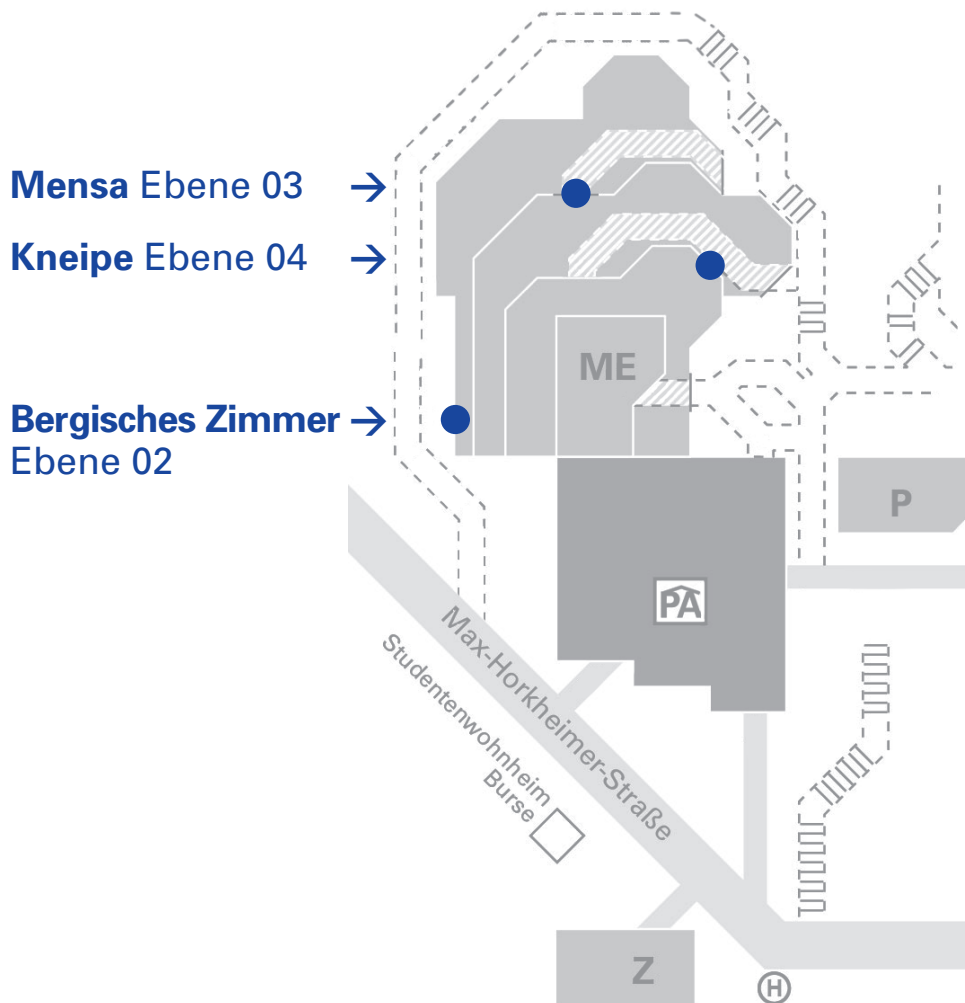 Mensa Ebene 03 →
Kneipe Ebene 04 →
ME
Bergisches Zimmer →
Ebene 02
P
PA
Max-Horkheimer-Straße
Studentenwohnheim
Burse
Z
H